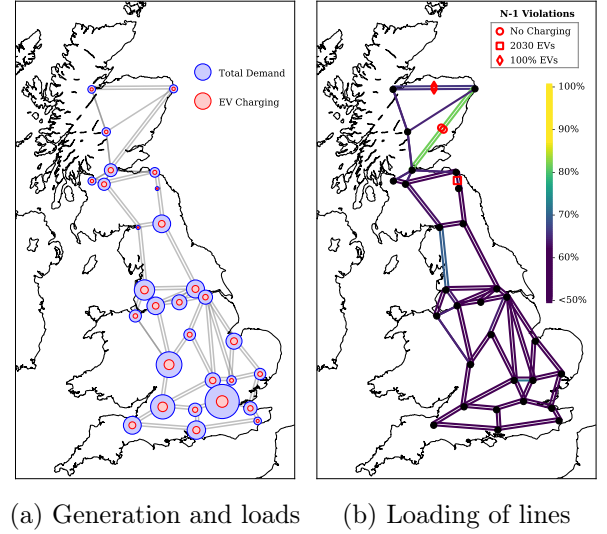 Total Demand
EV Charging
N-1 Violations
No Charging
2030 EVs
100% EVs
100%
90%
80%
70%
60%
<50%
(a) Generation and loads
(b) Loading of lines